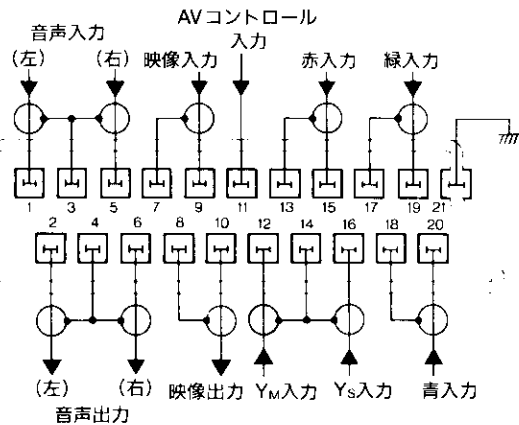 AVコントロール
音声入力 入力
(左) (右) 映像入力 赤入力 緑入力
1 3 5 7 9 11 13 15 17 19 21
2 4 6 8 10 12 14 16 18 20
(左) (右) 映像出力 YM入力 YS入力 青入力
音声出力